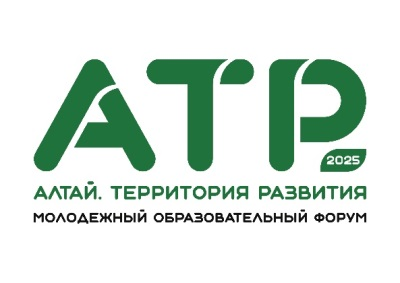 АТР
2025
АЛТАЙ. ТЕРРИТОРИЯ РАЗВИТИЯ
МОЛОДЕЖНЫЙ ОБРАЗОВАТЕЛЬНЫЙ ФОРУМ